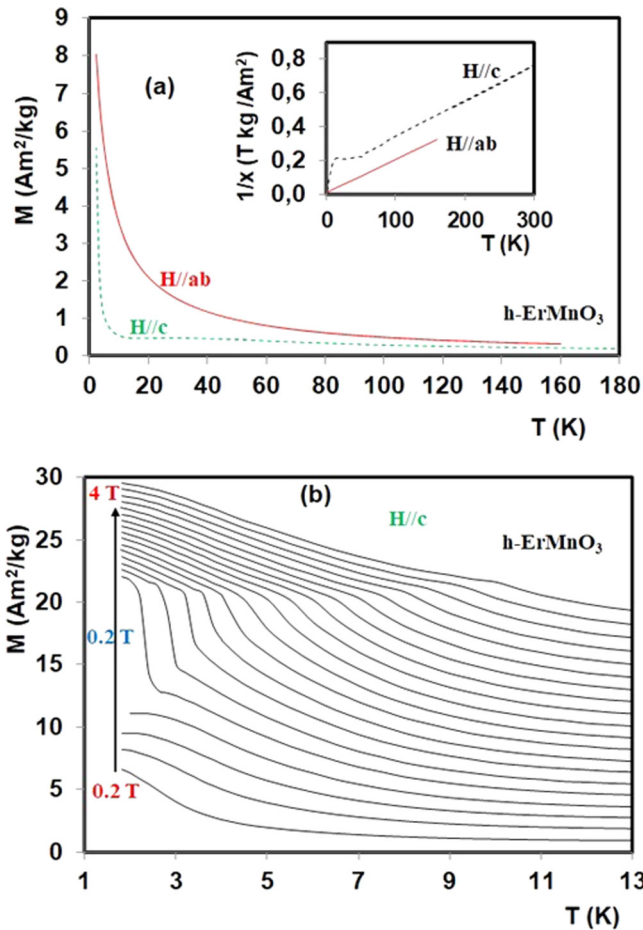 9
8
7
6
5
4
3
2
1
0
M (Am²/kg)
(a)
0,8
0,6
0,4
0,2
0,0
1/x (T kg /Am²)
H//c
H//ab
0 100 200 300
T (K)
H//ab
H//c
h-ErMnO₃
0 20 40 60 80 100 120 140 160 180
T (K)
30
25
20
15
10
5
0
M (Am²/kg)
4 T
(b)
H//c
h-ErMnO₃
0.2 T
0.2 T
1 3 5 7 9 11 13
T (K)